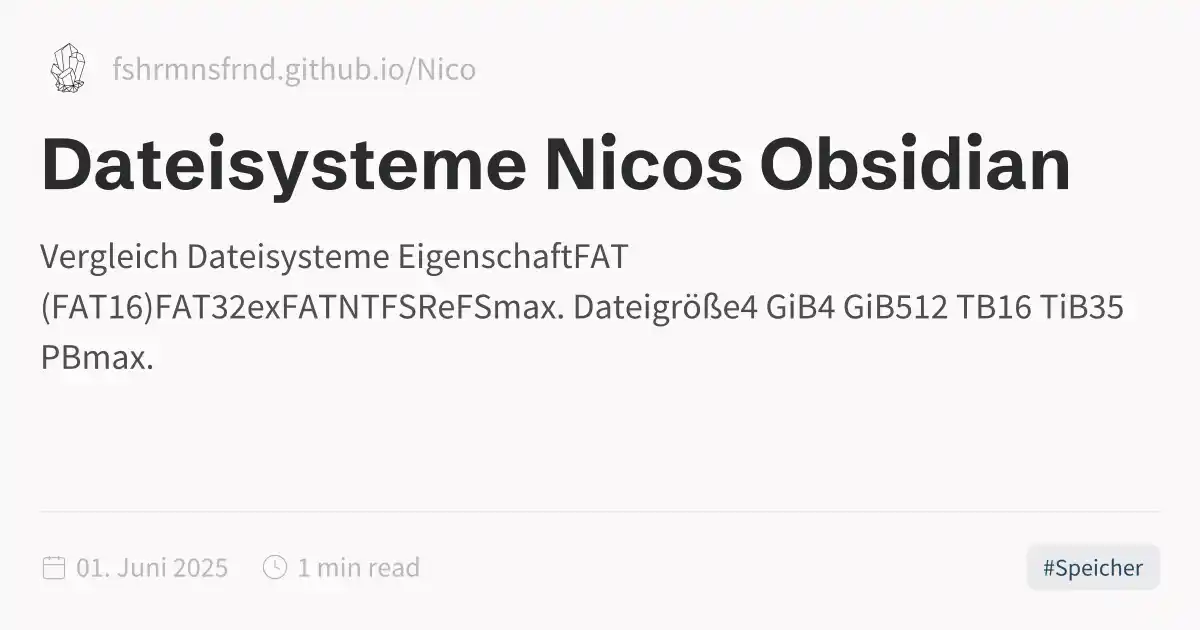 fshrmnsfrnd.github.io/Nico
Dateisysteme Nicos Obsidian
Vergleich Dateisysteme EigenschaftFAT
(FAT16)FAT32exFATNTFSReFSmax. Dateigröße4 GiB4 GiB512 TB16 TiB35
PBmax.
01. Juni 2025 1 min read #Speicher